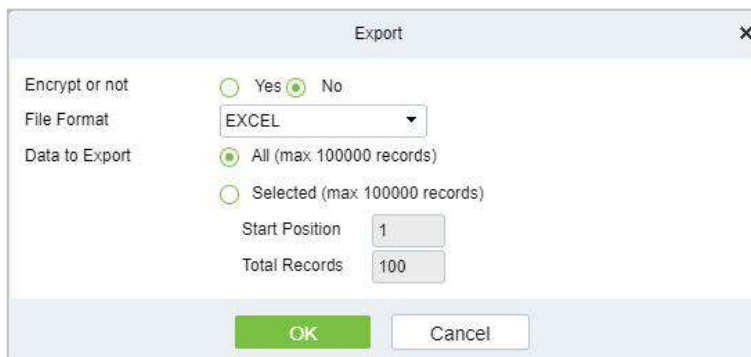 Export
Encrypt or not Yes No
File Format EXCEL
Data to Export All (max 100000 records)
Selected (max 100000 records)
Start Position 1
Total Records 100
OK Cancel